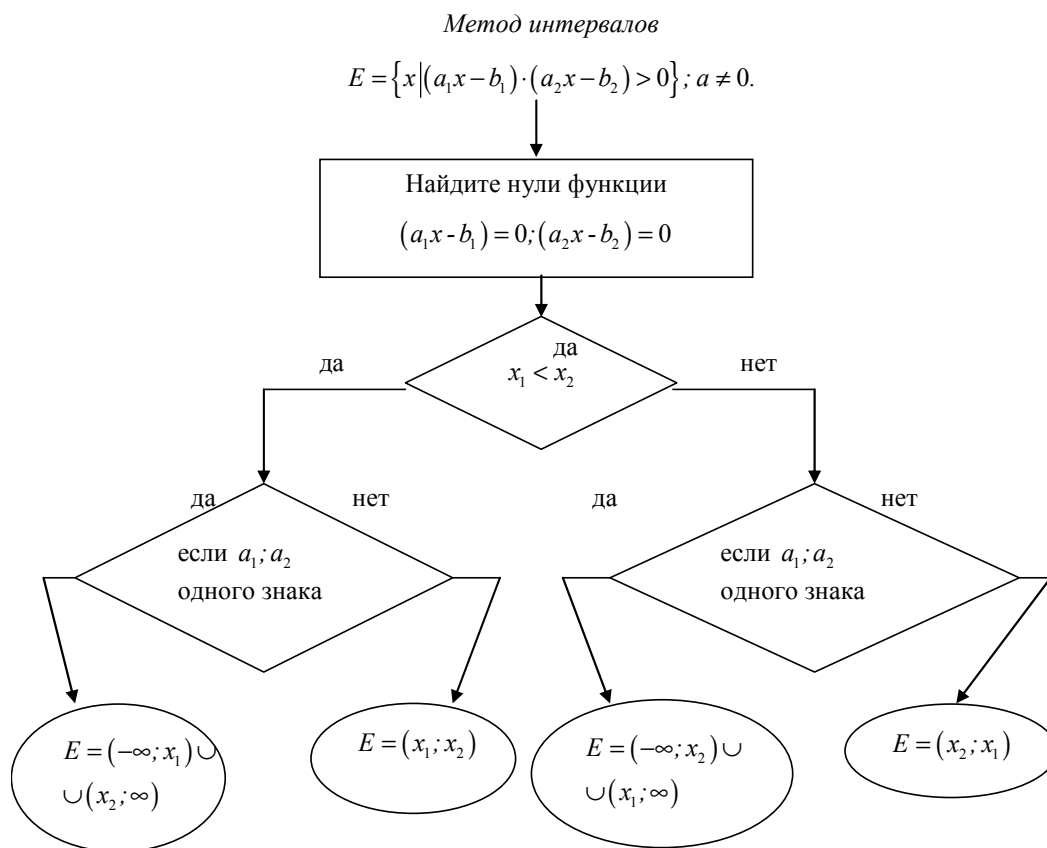 Метод интервалов
E = {x|(a₁x − b₁)·(a₂x − b₂) > 0}; a ≠ 0.
Найдите нули функции
(a₁x - b₁) = 0; (a₂x - b₂) = 0
да
x₁ < x₂
да
нет
да
нет
если a₁; a₂
одного знака
да
нет
если a₁; a₂
одного знака
E = (−∞; x₁) ∪
∪ (x₂; ∞)
E = (x₁; x₂)
E = (−∞; x₂) ∪
∪ (x₁; ∞)
E = (x₂; x₁)